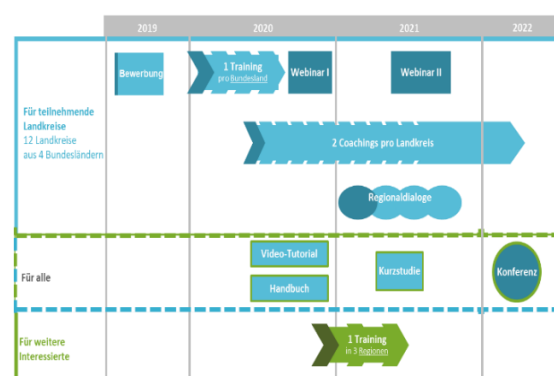 2019 2020 2021 2022
Bewerbung
1 Training
pro Bundesland
Webinar I
Webinar II
Für teilnehmende
Landkreise
12 Landkreise
aus 4 Bundesländern
2 Coachings pro Landkreis
Regionaldialoge
Für alle
Video-Tutorial
Handbuch
Kurzstudie
Konferenz
Für weitere
Interessierte
1 Training
in 3 Regionen